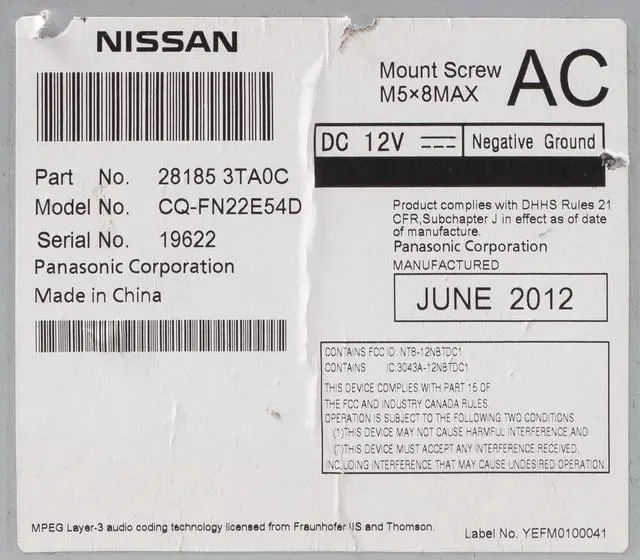 NISSAN
Mount Screw
M5×8MAX
AC
DC 12V
Negative Ground
Part No. 28185 3TA0C
Model No. CQ-FN22E54D
Serial No. 19622
Panasonic Corporation
Made in China
Product complies with DHHS Rules 21
CFR,Subchapter J in effect as of date
of manufacture.
Panasonic Corporation
MANUFACTURED
JUNE 2012
CONTAINS FCC ID: NT8-12NBTDC1
CONTAINS IC:3043A-12NBTDC1
THIS DEVICE COMPLIES WITH PART 15 OF
THE FCC AND INDUSTRY CANADA RULES.
OPERATION IS SUBJECT TO THE FOLLOWING TWO CONDITIONS
(1)THIS DEVICE MAY NOT CAUSE HARMFUL INTERFERENCE,AND
THIS DEVICE MUST ACCEPT ANY INTERFERENCE RECEIVED,
INCLUDING INTERFERENCE THAT MAY CAUSE UNDESIRED OPERATION
MPEG Layer-3 audio coding technology licensed from Fraunhofer IIS and Thomson.
Label No. YEFM0100041